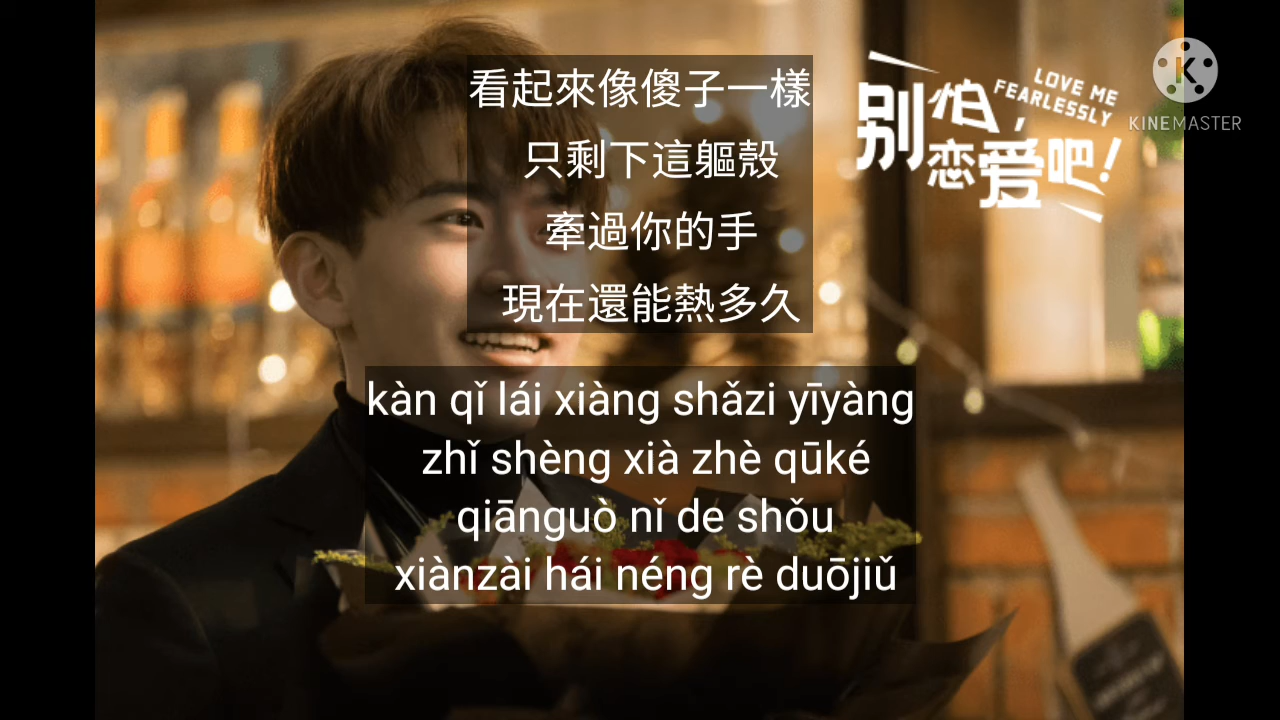 看起來像傻子一樣
只剩下這軀殼
牽過你的手
現在還能熱多久
kàn qǐ lái xiàng shǎzi yīyàng
zhǐ shèng xià zhè qūké
qiānguò nǐ de shǒu
xiànzài hái néng rè duōjiǔ
别怕，
恋爱吧！
LOVE ME
FEARLESSLY
K
KINEMASTER